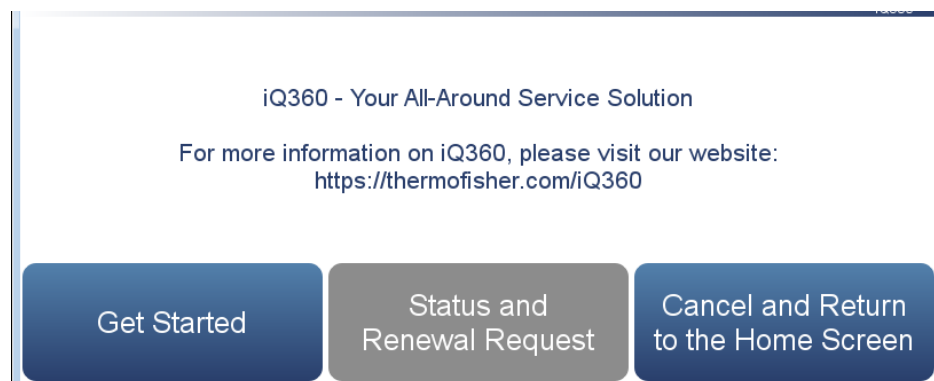 iQ360 - Your All-Around Service Solution
For more information on iQ360, please visit our website:
https://thermofisher.com/iQ360
Get Started
Status and
Renewal Request
Cancel and Return
to the Home Screen